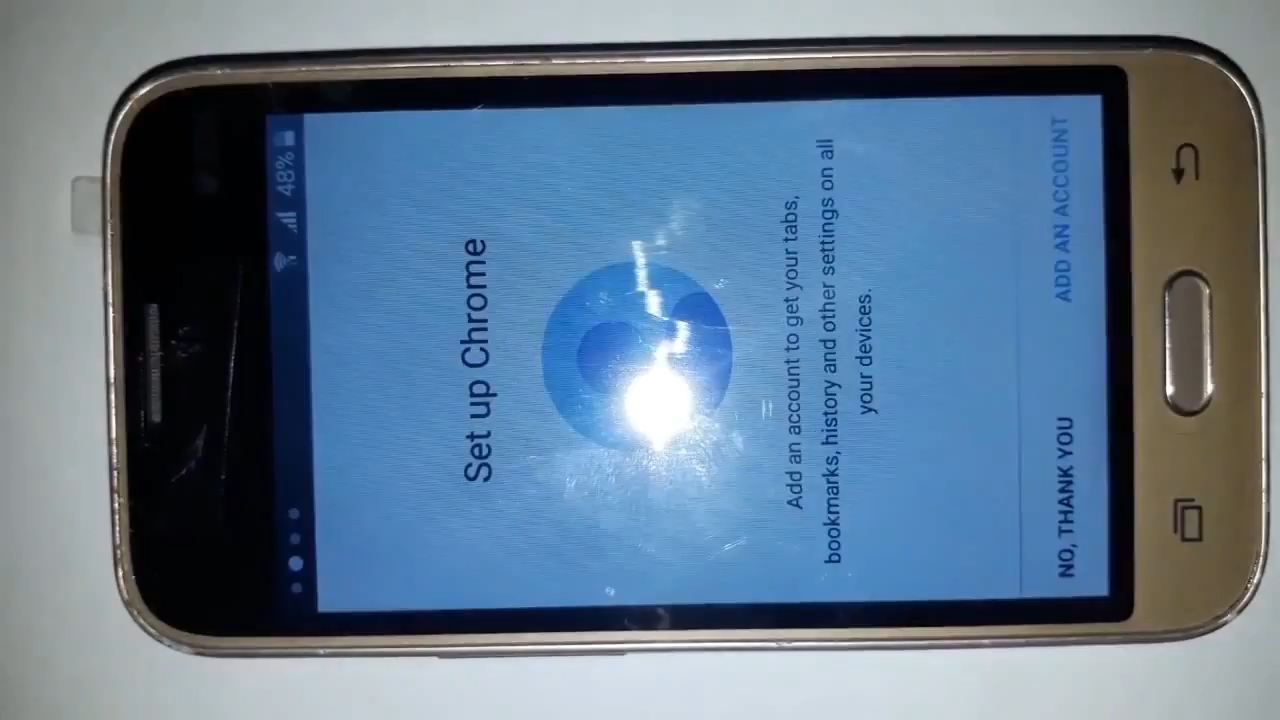 48%
Set up Chrome
Add an account to get your tabs,
bookmarks, history and other settings on all
your devices.
NO, THANK YOU ADD AN ACCOUNT